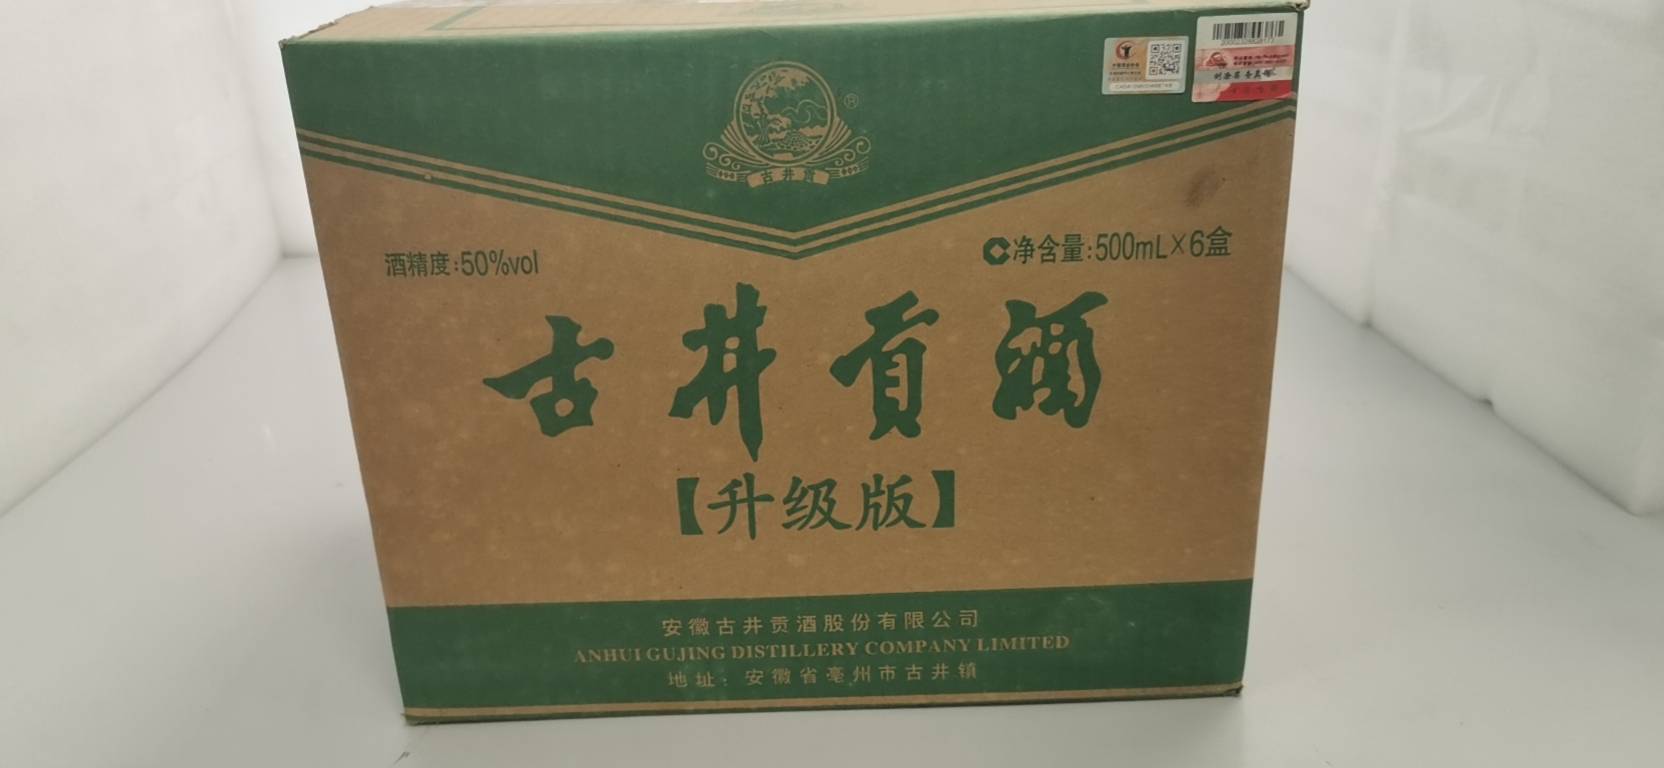 古井贡
®
酒精度:50%vol
净含量:500mL×6盒
古井贡酒
【升级版】
安徽古井贡酒股份有限公司
ANHUI GUJING DISTILLERY COMPANY LIMITED
地址：安徽省亳州市古井镇